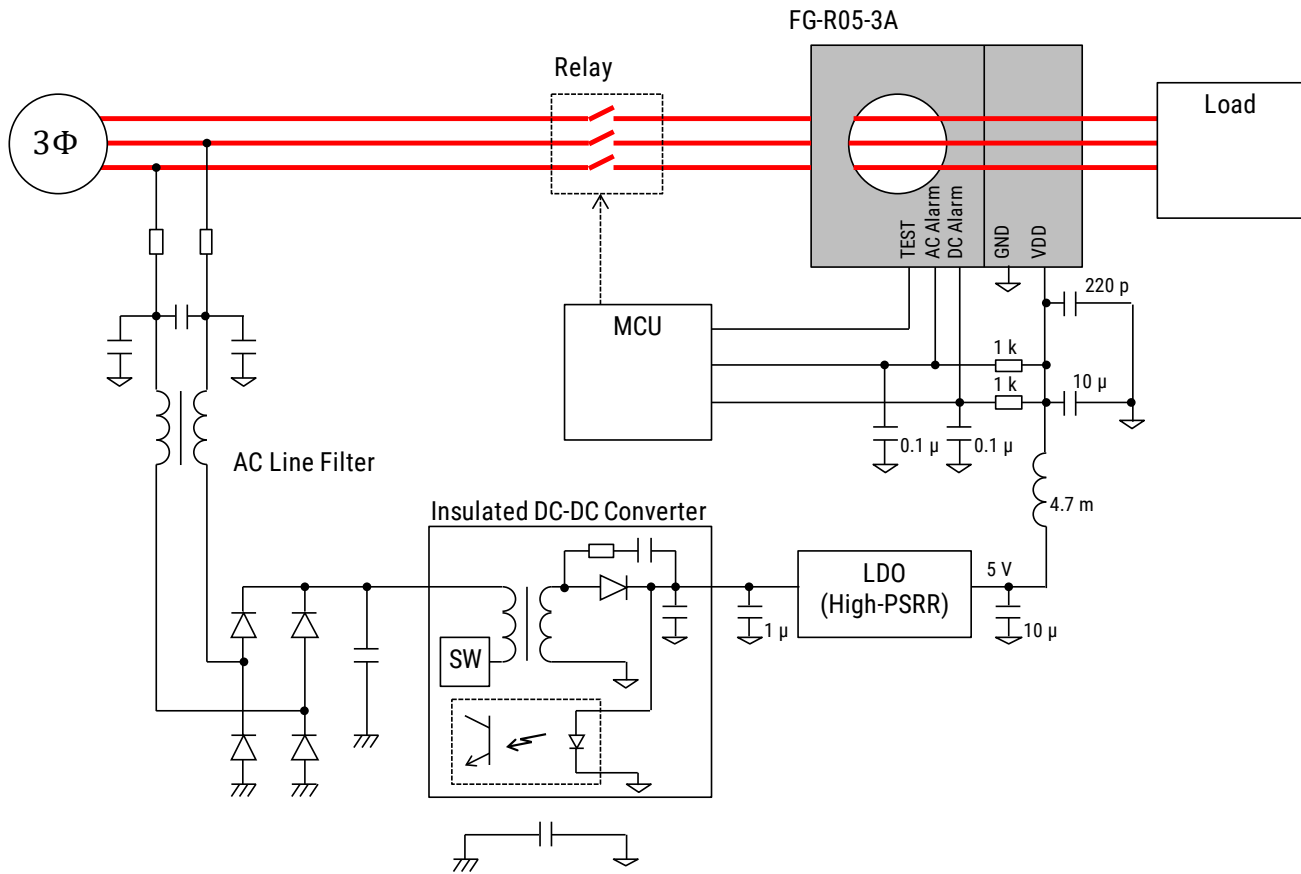 FG-R05-3A
Relay
Load
3Φ
TEST
AC Alarm
DC Alarm
GND
VDD
220 p
MCU
1 k
1 k
10 µ
0.1 µ
0.1 µ
AC Line Filter
4.7 m
Insulated DC-DC Converter
LDO
(High-PSRR)
5 V
1 µ
10 µ
SW